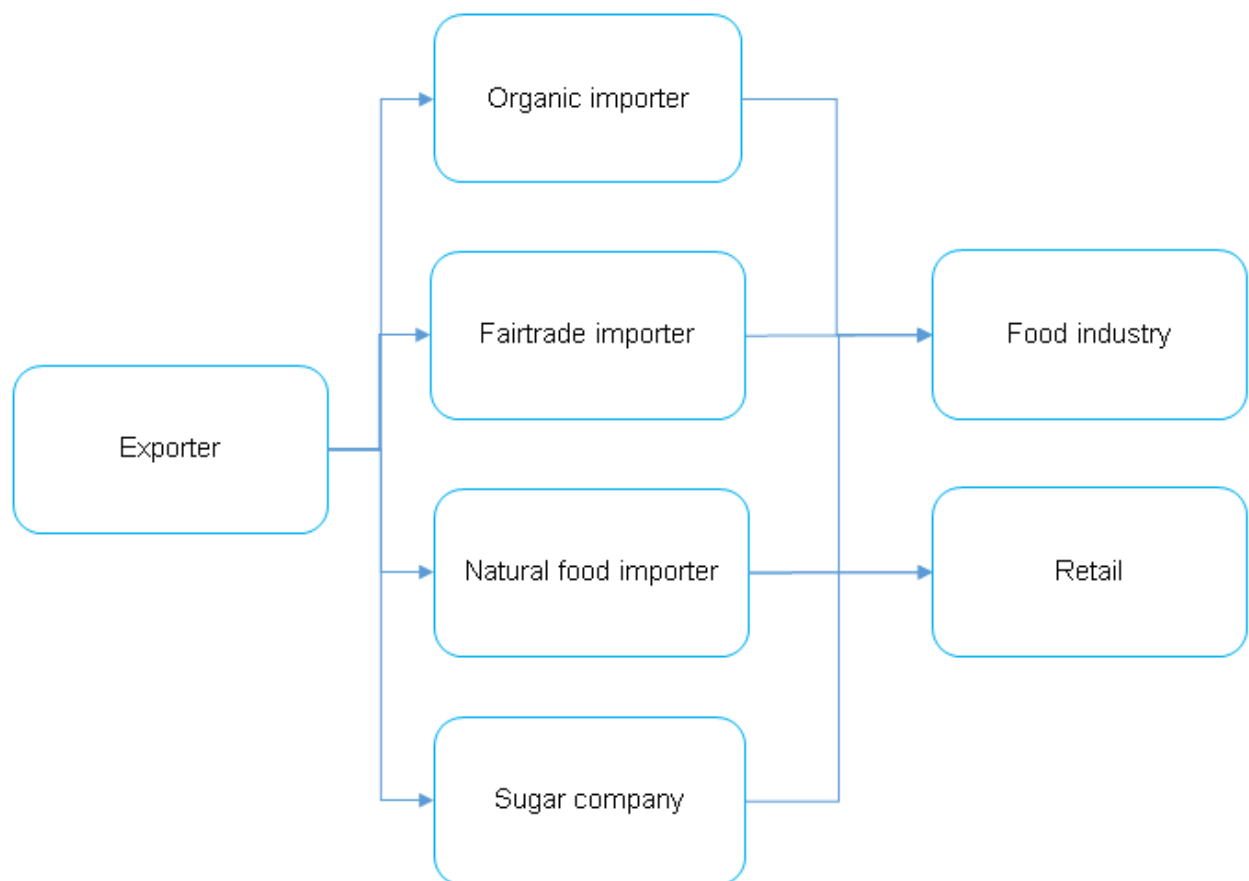 Organic importer
Fairtrade importer
Food industry
Exporter
Natural food importer
Retail
Sugar company